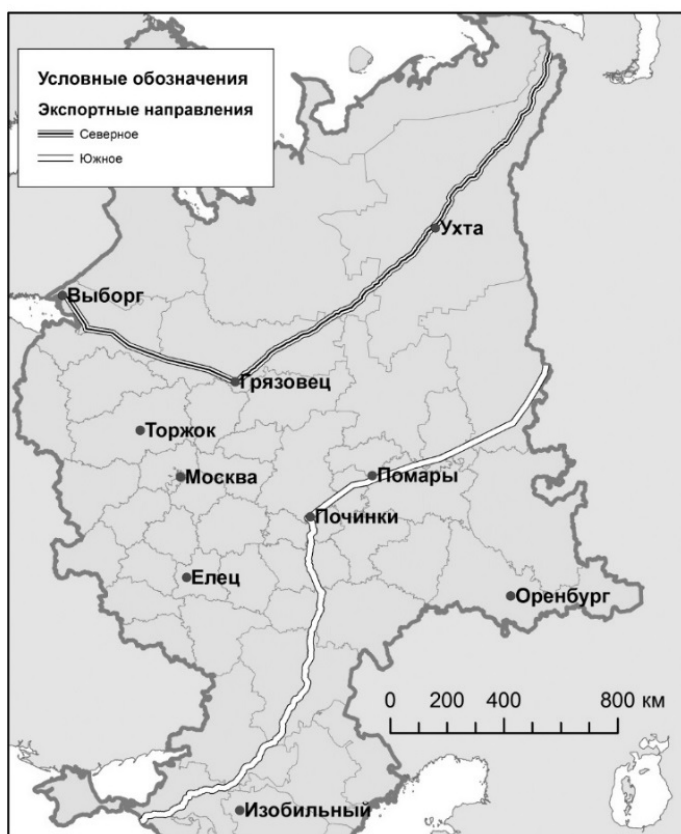 Условные обозначения
Экспортные направления
Северное
Южное
Ухта
Выборг
Грязовец
Торжок
Москва
Помары
Починки
Елец
Оренбург
0 200 400 800 км
Изобильный